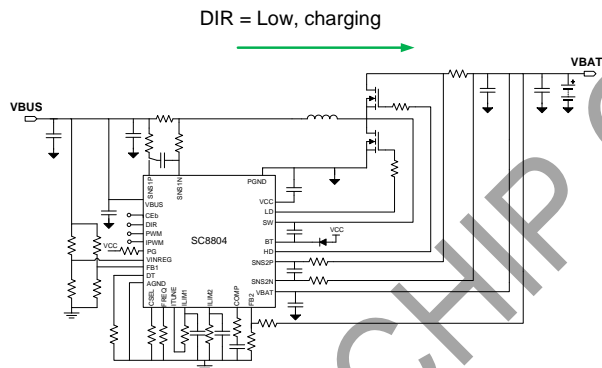 DIR = Low, charging
VBAT
VBUS
SNS1P
SNS1N
PGND
VBUS
VCC
CEb
LD
DIR
SW
PWM
IPWM
SC8804
BT
VCC
VCC
PG
HD
VINREG
SNS2P
FB1
DT
SNS2N
AGND
VBAT
CSEL
FREQ
ITUNE
ILIM1
ILIM2
COMP
FB2
CHIP